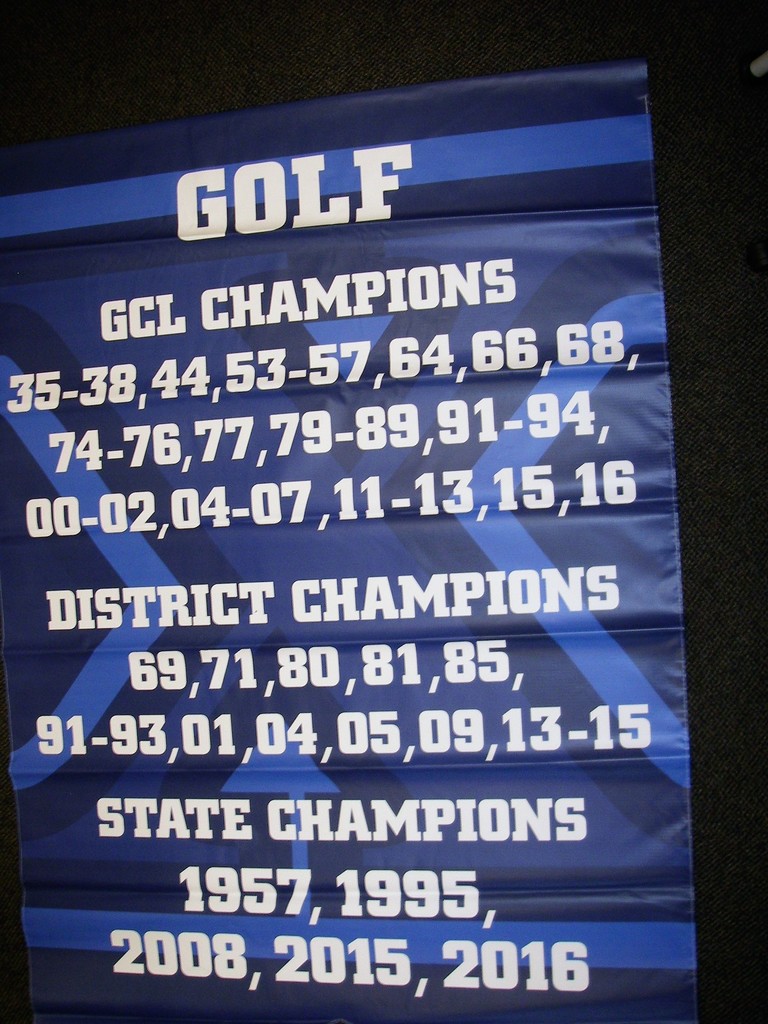 GOLF
GCL CHAMPIONS
35-38,44,53-57,64,66,68,
74-76,77,79-89,91-94,
00-02,04-07,11-13,15,16
DISTRICT CHAMPIONS
69,71,80,81,85,
91-93,01,04,05,09,13-15
STATE CHAMPIONS
1957, 1995,
2008, 2015, 2016